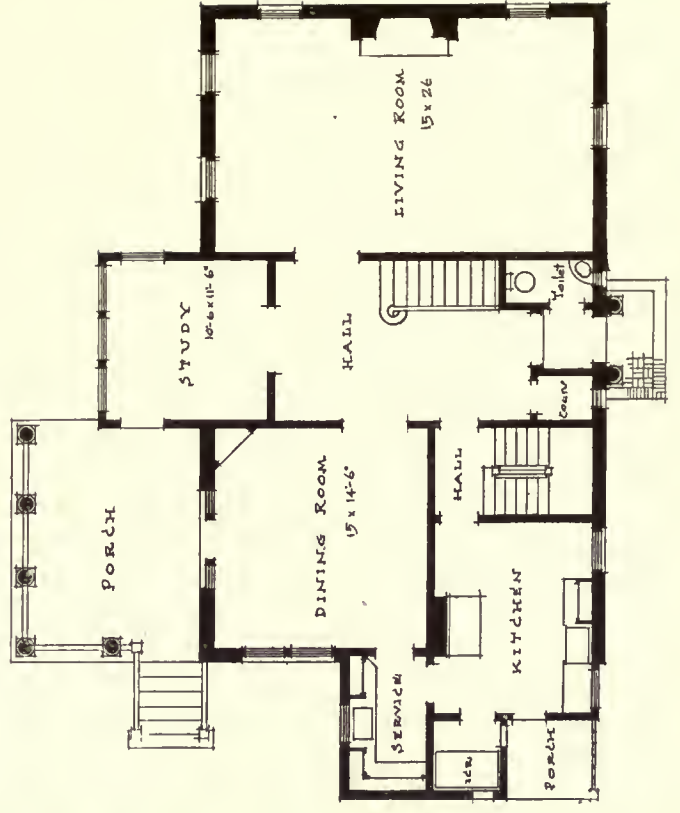 LIVING ROOM
15 x 26
STUDY
10'-6 x 11'-6"
HALL
Toilet
COATS
HALL
PORCH
DINING ROOM
15 x 14'-6"
KITCHEN
SERVICE
ICE
PORCH